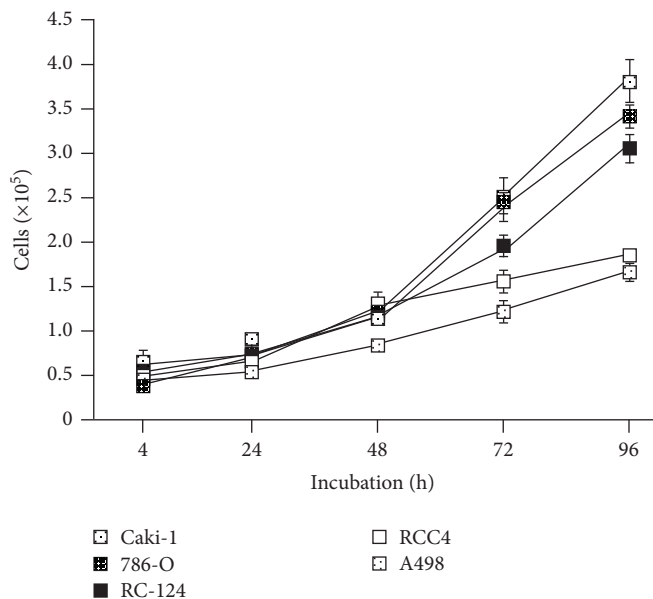 4.5
4.0
3.5
3.0
2.5
2.0
1.5
1.0
0.5
0
Cells (×10⁵)
4 24 48 72 96
Incubation (h)
Caki-1
786-O
RC-124
RCC4
A498